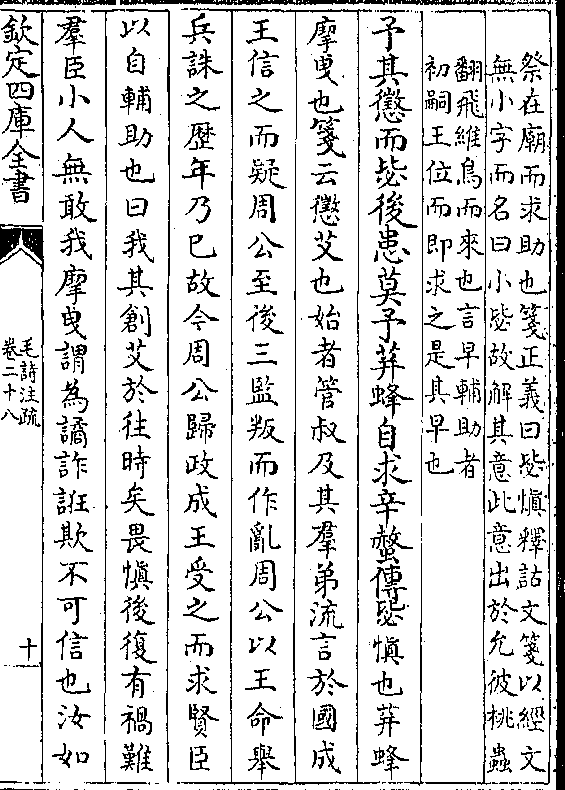 祭在廟而求助也箋正義曰毖愼釋詁文箋以經文
無小字而名曰小毖故解其意此意出於允彼桃蟲
翻飛維鳥而來也言早輔助者
初嗣王位而即求之是其早也
予其懲而毖後患莫予荓蜂自求辛螫傳毖愼也荓蜂
摩曳也箋云懲艾也始者管叔及其羣弟流言於國成
王信之而疑周公至後三監叛而作亂周公以王命舉
兵誅之歴年乃已故今周公歸政成王受之而求賢臣
以自輔助也曰我其創艾於往時矣畏愼後復有禍難
羣臣小人無敢我摩曳謂為譎詐誑欺不可信也汝如
欽定四庫全書
毛詩注疏
卷二十八
十